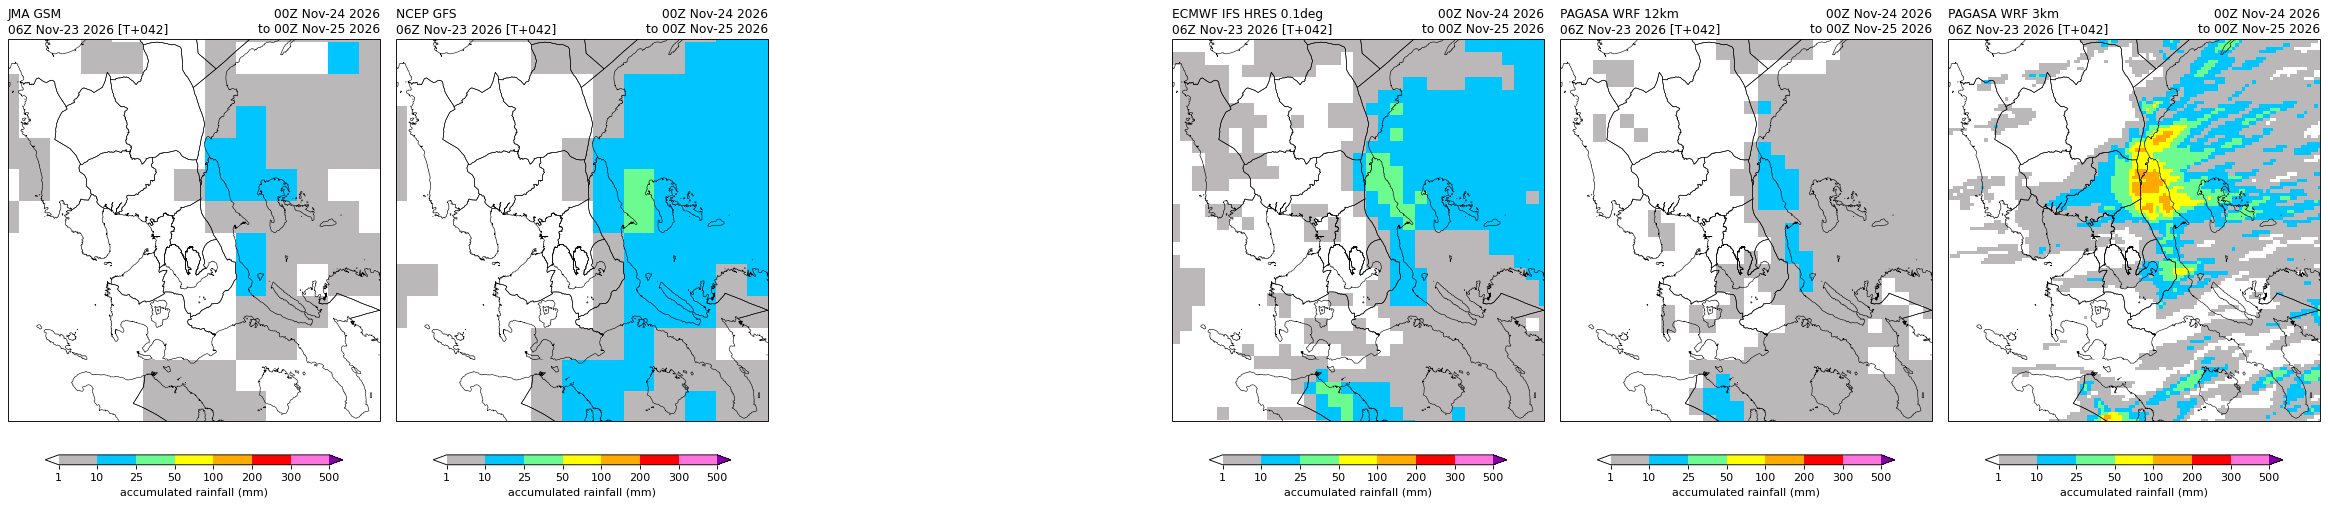 JMA GSM 00Z Nov-24 2026
06Z Nov-23 2026 [T+042] to 00Z Nov-25 2026
NCEP GFS 00Z Nov-24 2026
06Z Nov-23 2026 [T+042] to 00Z Nov-25 2026
ECMWF IFS HRES 0.1deg 00Z Nov-24 2026
06Z Nov-23 2026 [T+042] to 00Z Nov-25 2026
PAGASA WRF 12km 00Z Nov-24 2026
06Z Nov-23 2026 [T+042] to 00Z Nov-25 2026
PAGASA WRF 3km 00Z Nov-24 2026
06Z Nov-23 2026 [T+042] to 00Z Nov-25 2026
1 10 25 50 100 200 300 500
accumulated rainfall (mm)
1 10 25 50 100 200 300 500
accumulated rainfall (mm)
1 10 25 50 100 200 300 500
accumulated rainfall (mm)
1 10 25 50 100 200 300 500
accumulated rainfall (mm)
1 10 25 50 100 200 300 500
accumulated rainfall (mm)